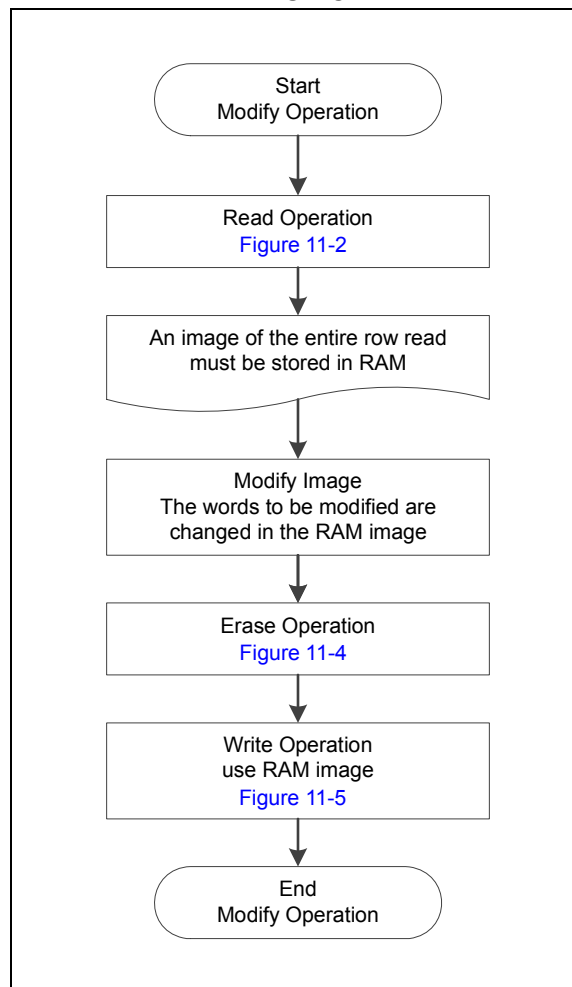 Start
Modify Operation
Read Operation
Figure 11-2
An image of the entire row read
must be stored in RAM
Modify Image
The words to be modified are
changed in the RAM image
Erase Operation
Figure 11-4
Write Operation
use RAM image
Figure 11-5
End
Modify Operation